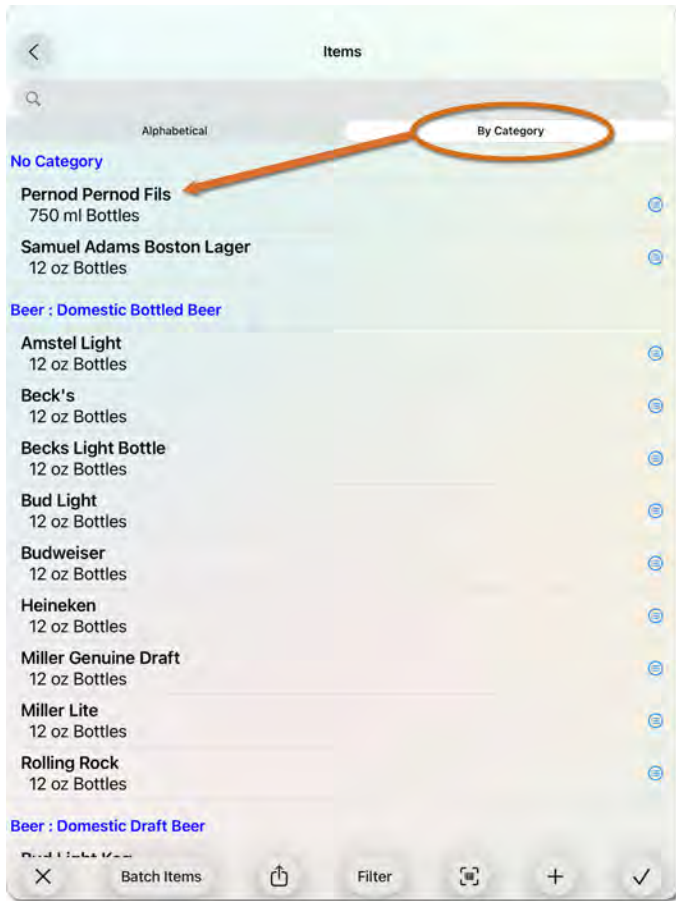 Items
Alphabetical
By Category
No Category
Pernod Pernod Fils
750 ml Bottles
Samuel Adams Boston Lager
12 oz Bottles
Beer : Domestic Bottled Beer
Amstel Light
12 oz Bottles
Beck's
12 oz Bottles
Becks Light Bottle
12 oz Bottles
Bud Light
12 oz Bottles
Budweiser
12 oz Bottles
Heineken
12 oz Bottles
Miller Genuine Draft
12 oz Bottles
Miller Lite
12 oz Bottles
Rolling Rock
12 oz Bottles
Beer : Domestic Draft Beer
Bud Light Keg
Batch Items
Filter